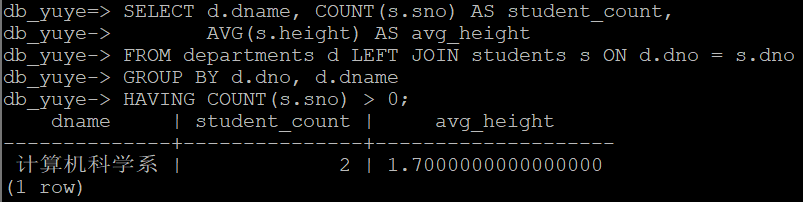 db_yuye=> SELECT d.dname, COUNT(s.sno) AS student_count,
db_yuye->        AVG(s.height) AS avg_height
db_yuye-> FROM departments d LEFT JOIN students s ON d.dno = s.dno
db_yuye-> GROUP BY d.dno, d.dname
db_yuye-> HAVING COUNT(s.sno) > 0;
    dname     | student_count |     avg_height
--------------+---------------+--------------------
 计算机科学系 |             2 | 1.7000000000000000
(1 row)